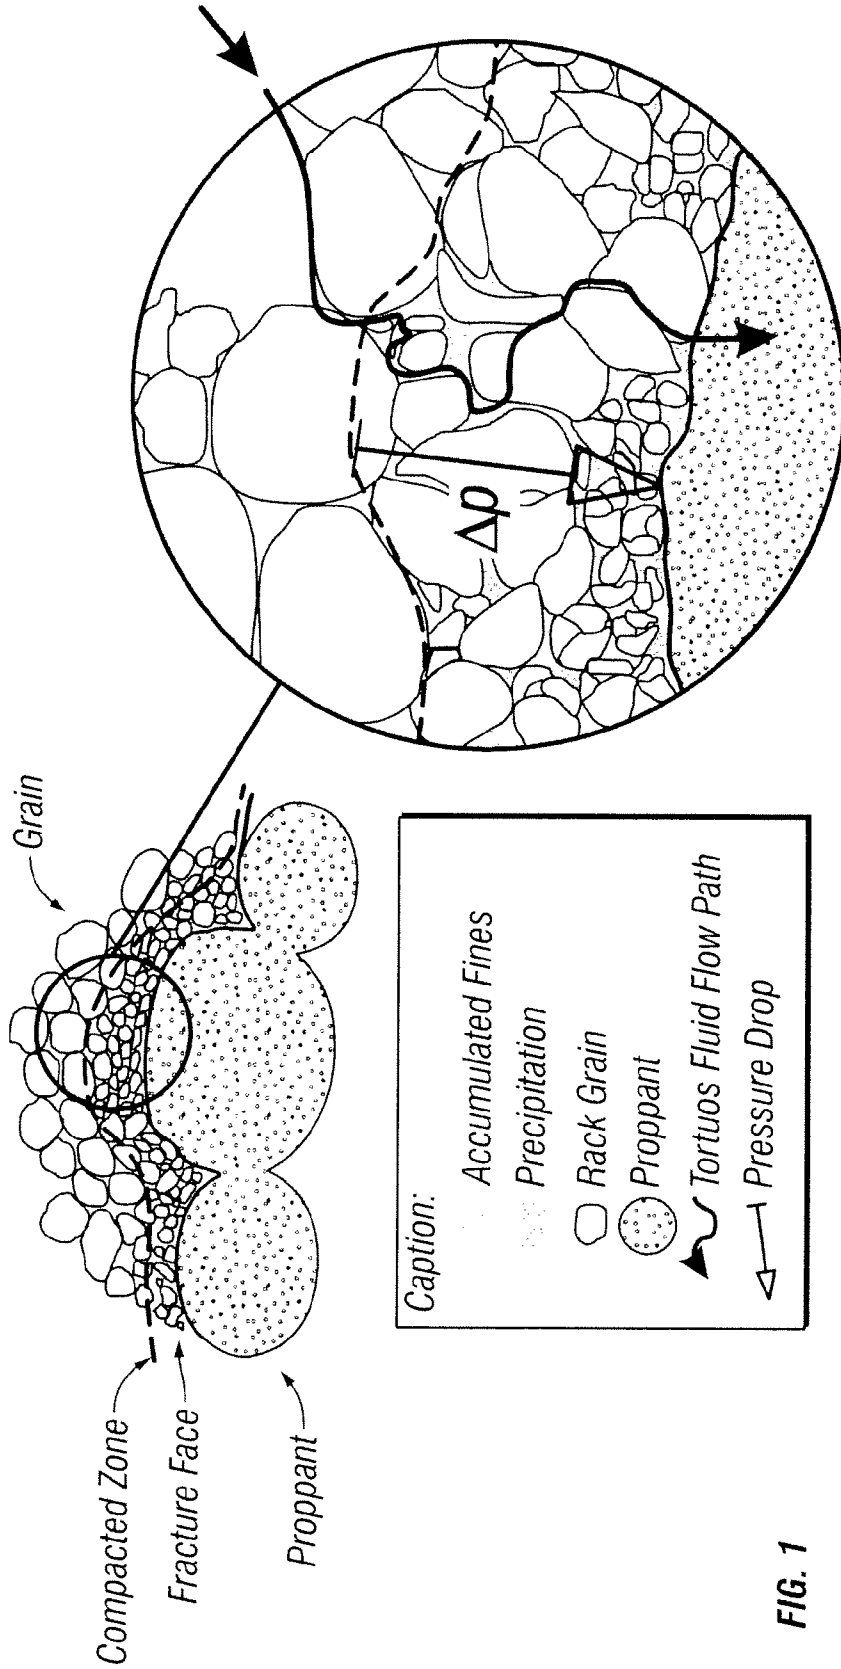 Compacted Zone
Fracture Face
Proppant
Grain
Δp
Caption:
Accumulated Fines
Precipitation
Rack Grain
Proppant
Tortuos Fluid Flow Path
Pressure Drop
FIG. 1